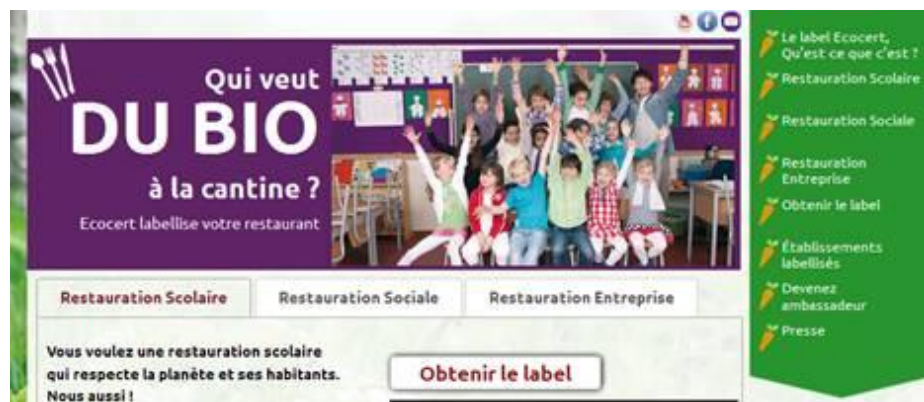 Qui veut
DU BIO
à la cantine ?
Ecocert labellise votre restaurant
Restauration Scolaire
Restauration Sociale
Restauration Entreprise
Vous voulez une restauration scolaire
qui respecte la planète et ses habitants.
Nous aussi !
Obtenir le label
Le label Ecocert,
Qu'est ce que c'est ?
Restauration Scolaire
Restauration Sociale
Restauration
Entreprise
Obtenir le label
Établissements
labellisés
Devenez
ambassadeur
Presse